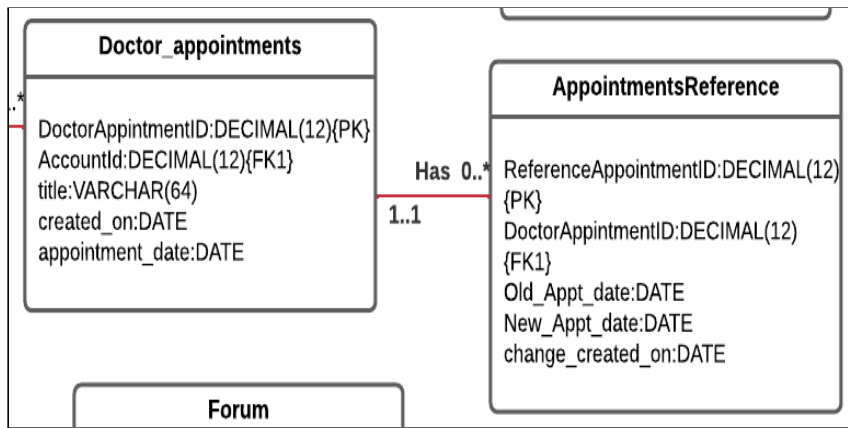 Doctor_appointments
..*
DoctorAppintmentID:DECIMAL(12){PK}
AccountId:DECIMAL(12){FK1}
title:VARCHAR(64)
created_on:DATE
appointment_date:DATE
Has 0..*
1..1
AppointmentsReference
ReferenceAppointmentID:DECIMAL(12)
{PK}
DoctorAppintmentID:DECIMAL(12)
{FK1}
Old_Appt_date:DATE
New_Appt_date:DATE
change_created_on:DATE
Forum